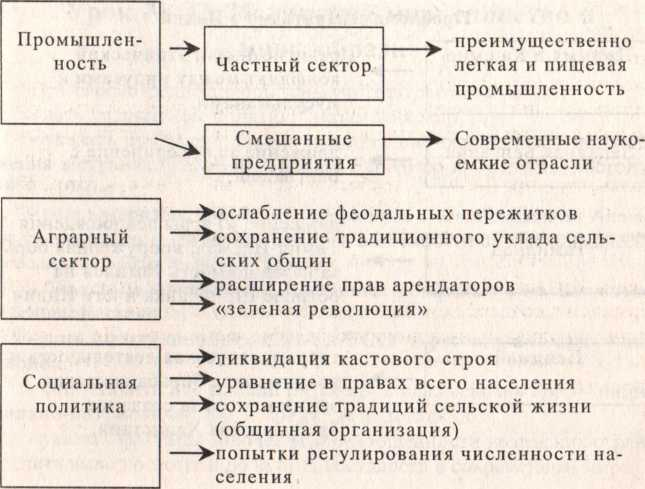 Промышлен-
ность
Частный сектор
преимущественно
легкая и пищевая
промышленность
Смешанные
предприятия
Современные науко-
емкие отрасли
Аграрный
сектор
ослабление феодальных пережитков
сохранение традиционного уклада сель-
ских общин
расширение прав арендаторов
«зеленая революция»
Социальная
политика
ликвидация кастового строя
уравнение в правах всего населения
сохранение традиций сельской жизни
(общинная организация)
попытки регулирования численности на-
селения